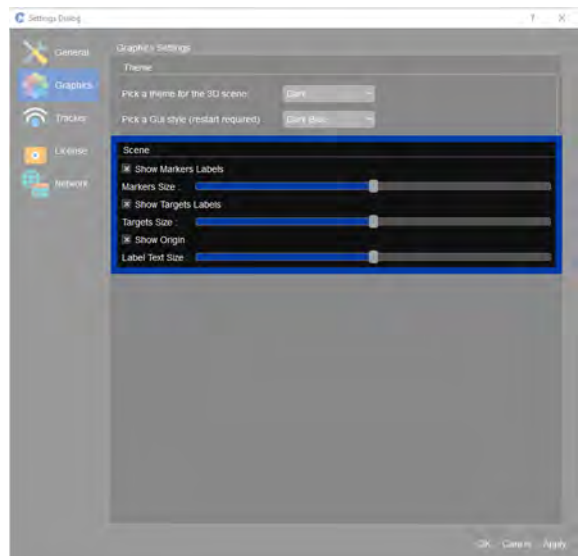 Settings Dialog
? X
General
Graphics
Tracker
License
Network
Graphics Settings
Theme
Pick a theme for the 3D scene: Dark
Pick a GUI style (restart required) Dark Blue
Scene
Show Markers Labels
Markers Size :
Show Targets Labels
Targets Size :
Show Origin
Label Text Size
OK Cancel Apply